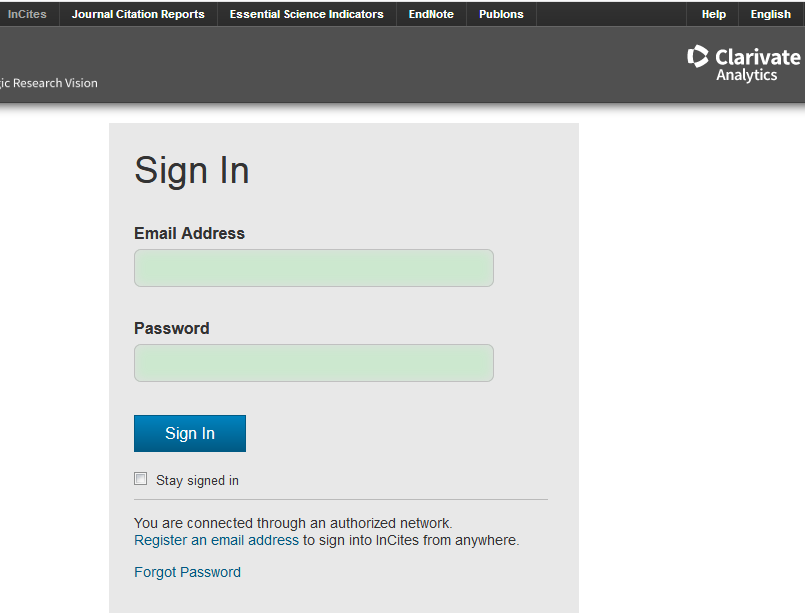 InCites Journal Citation Reports Essential Science Indicators EndNote Publons Help English
Clarivate
Analytics
ic Research Vision
Sign In
Email Address
Password
Sign In
Stay signed in
You are connected through an authorized network.
Register an email address to sign into InCites from anywhere.
Forgot Password